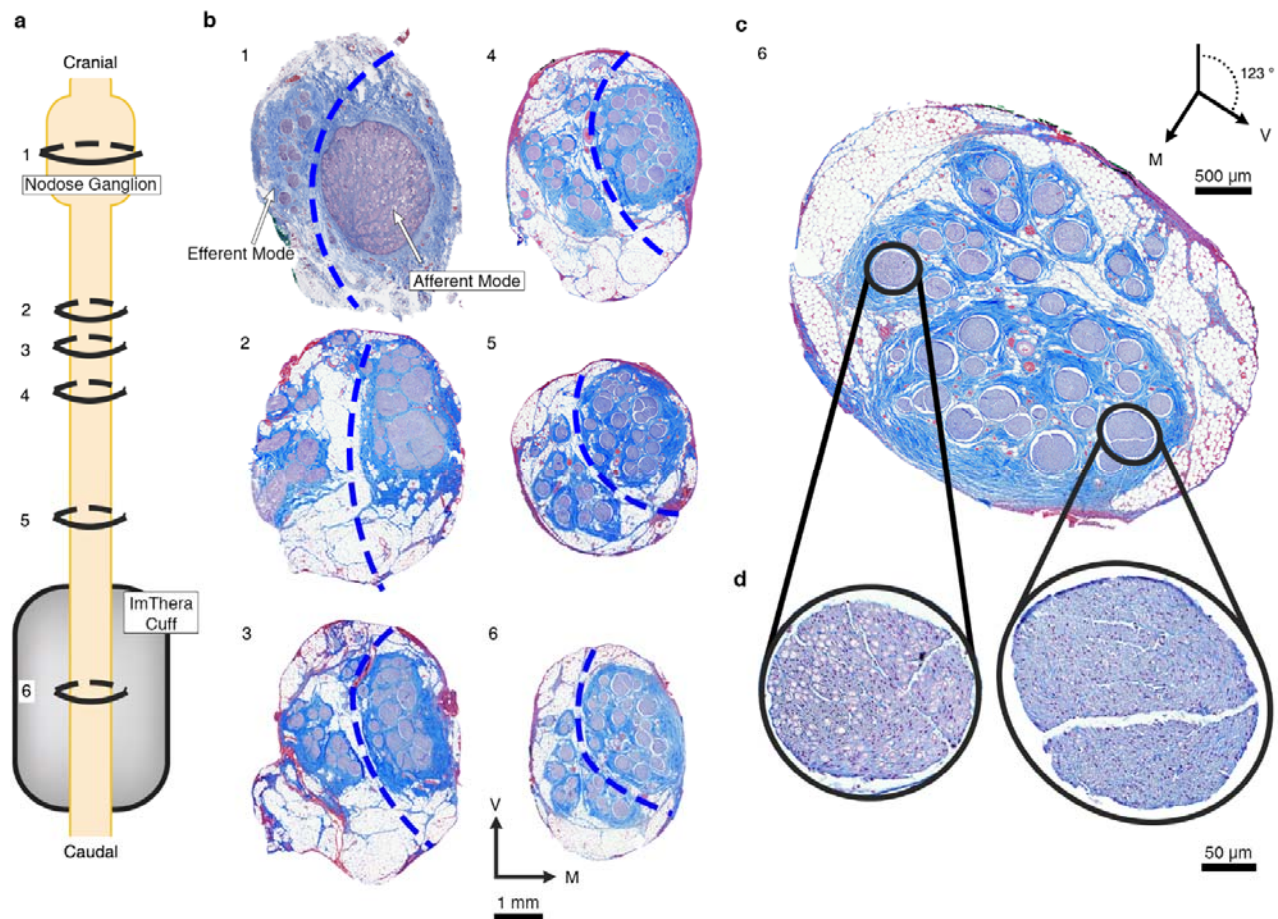 a
Cranial
1
Nodose Ganglion
2
3
4
5
ImThera
Cuff
6
Caudal
b
1
Efferent Mode
Afferent Mode
4
2
5
3
6
V
M
1 mm
c
6
123 °
V
M
500 µm
d
50 µm